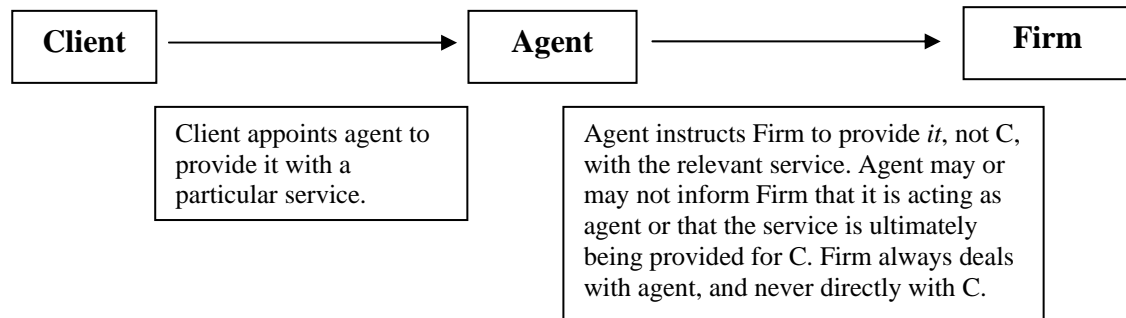 Client
Agent
Firm
Client appoints agent to
provide it with a
particular service.
Agent instructs Firm to provide it, not C,
with the relevant service. Agent may or
may not inform Firm that it is acting as
agent or that the service is ultimately
being provided for C. Firm always deals
with agent, and never directly with C.